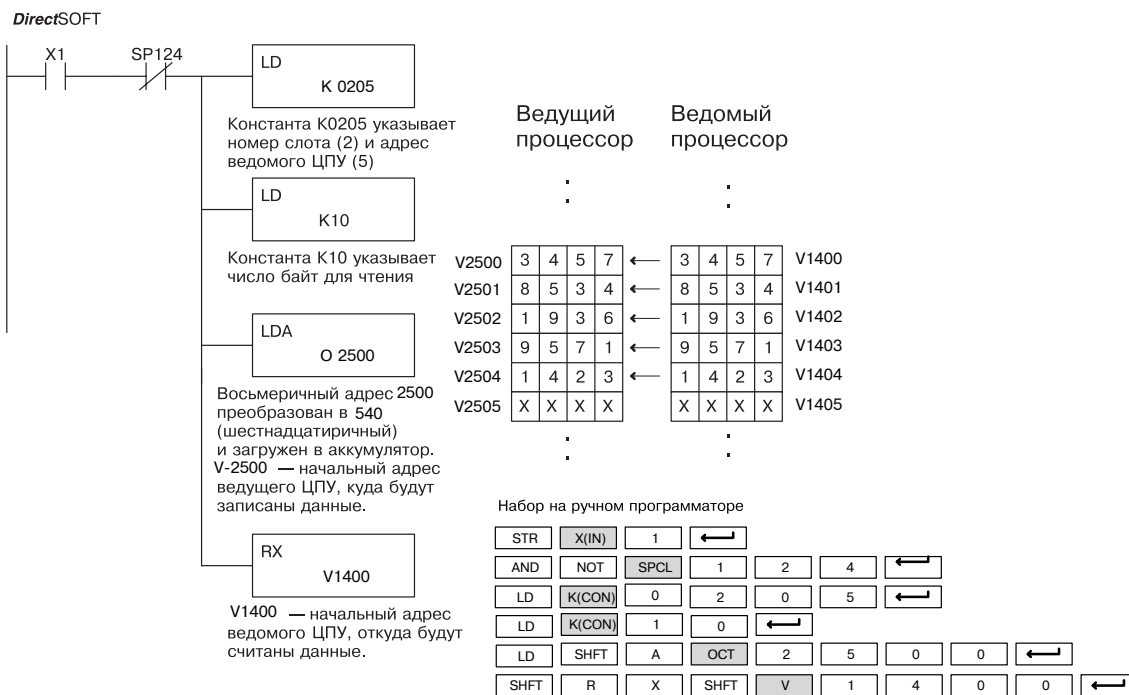 DirectSOFT
X1
SP124
LD
K 0205
Константа K0205 указывает
номер слота (2) и адрес
ведомого ЦПУ (5)
LD
K10
Константа K10 указывает
число байт для чтения
LDA
O 2500
Восьмеричный адрес 2500
преобразован в 540
(шестнадцатиричный)
и загружен в аккумулятор.
V-2500 — начальный адрес
ведущего ЦПУ, куда будут
записаны данные.
RX
V1400
V1400 — начальный адрес
ведомого ЦПУ, откуда будут
считаны данные.
Ведущий
процессор
Ведомый
процессор
V2500 3 4 5 7 3 4 5 7 V1400
V2501 8 5 3 4 8 5 3 4 V1401
V2502 1 9 3 6 1 9 3 6 V1402
V2503 9 5 7 1 9 5 7 1 V1403
V2504 1 4 2 3 1 4 2 3 V1404
V2505 X X X X X X X X V1405
Набор на ручном программаторе
STR X(IN) 1
AND NOT SPCL 1 2 4
LD K(CON) 0 2 0 5
LD K(CON) 1 0
LD SHFT A OCT 2 5 0 0
SHFT R X SHFT V 1 4 0 0